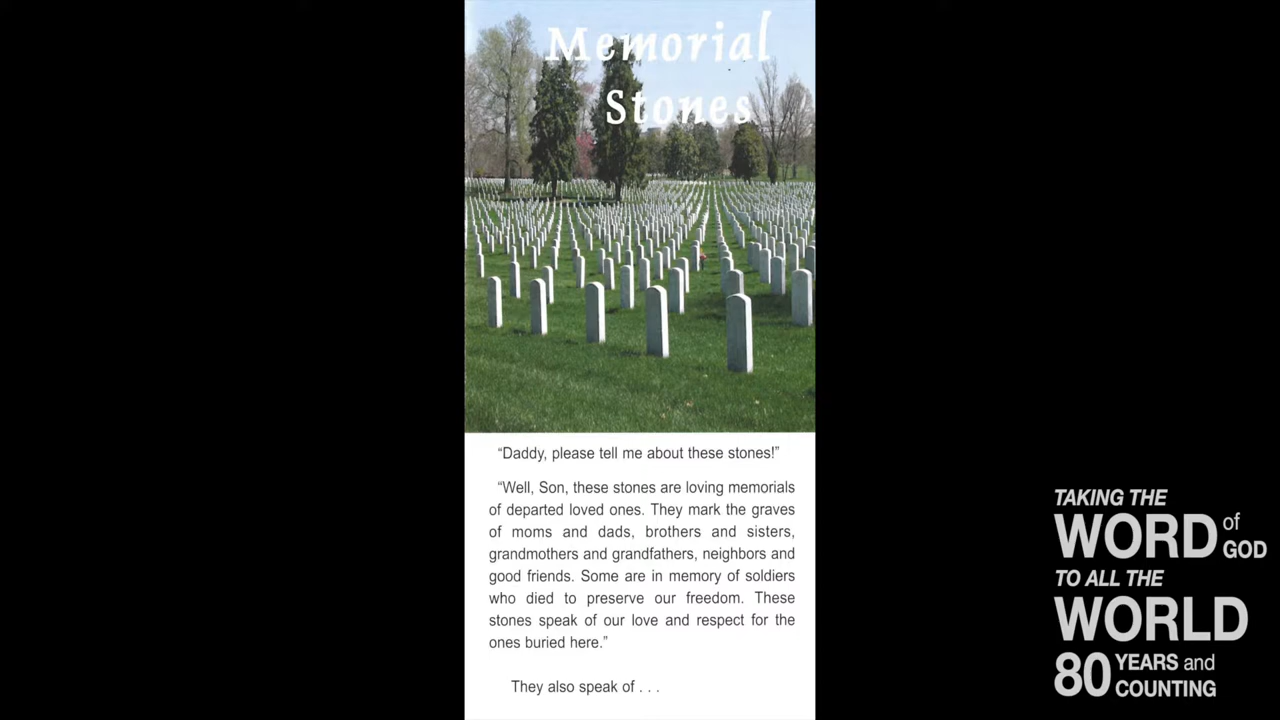 Memorial
Stones
“Daddy, please tell me about these stones!”
“Well, Son, these stones are loving memorials
of departed loved ones. They mark the graves
of moms and dads, brothers and sisters,
grandmothers and grandfathers, neighbors and
good friends. Some are in memory of soldiers
who died to preserve our freedom. These
stones speak of our love and respect for the
ones buried here.”
They also speak of . . .
TAKING THE
WORD of GOD
TO ALL THE
WORLD
80 YEARS and
COUNTING